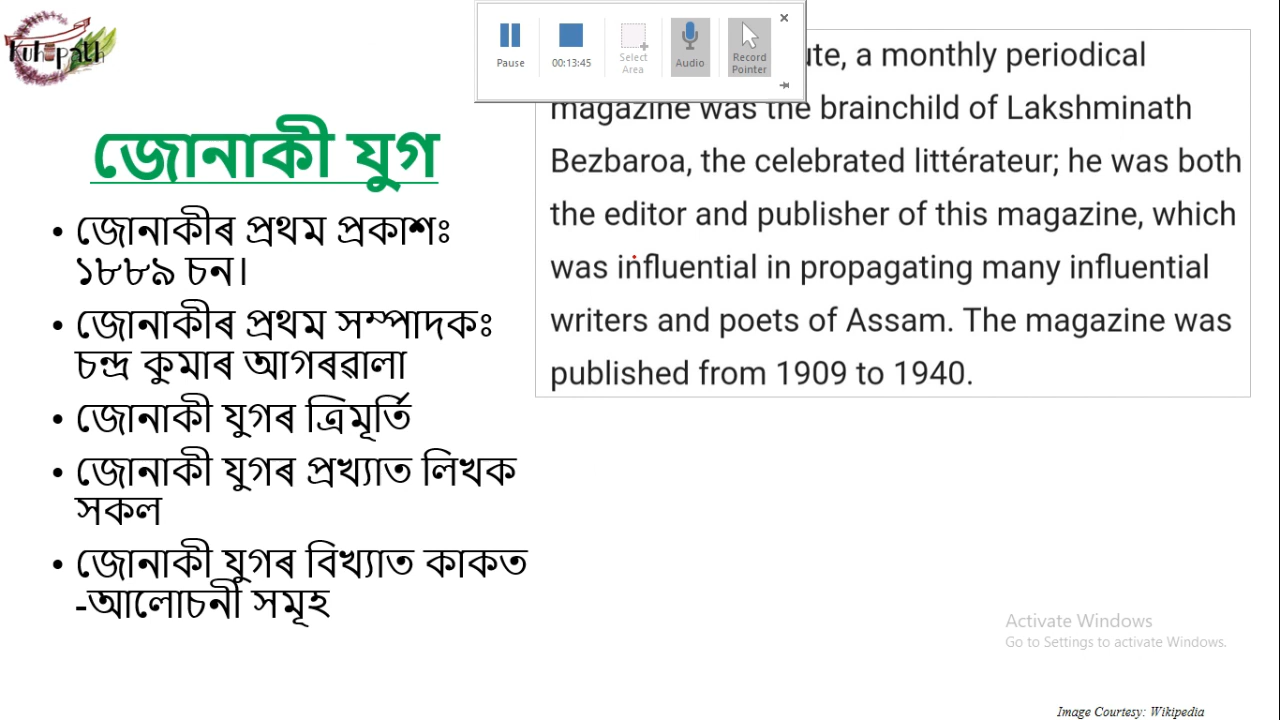 Kuhipath
জোনাকী যুগ
• জোনাকীৰ প্ৰথম প্ৰকাশঃ
১৮৮৯ চন।
• জোনাকীৰ প্ৰথম সম্পাদকঃ
চন্দ্ৰ কুমাৰ আগৰৱালা
• জোনাকী যুগৰ ত্ৰিমূৰ্তি
• জোনাকী যুগৰ প্ৰখ্যাত লিখক
সকল
• জোনাকী যুগৰ বিখ্যাত কাকত
-আলোচনী সমূহ
Pause
00:13:45
Select
Area
Audio
Record
Pointer
a monthly periodical
magazine was the brainchild of Lakshminath
Bezbaroa, the celebrated littérateur; he was both
the editor and publisher of this magazine, which
was influential in propagating many influential
writers and poets of Assam. The magazine was
published from 1909 to 1940.
Activate Windows
Go to Settings to activate Windows.
Image Courtesy: Wikipedia